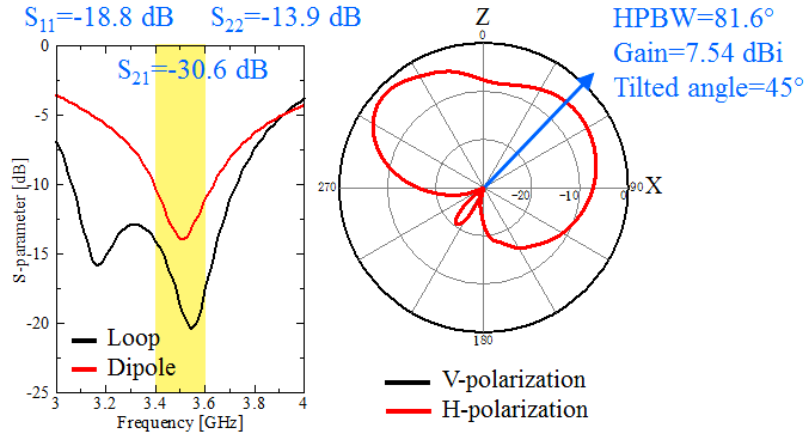 S11=-18.8 dB
S22=-13.9 dB
S21=-30.6 dB
0
-5
-10
-15
-20
-25
S-parameter [dB]
3
3.2
3.4
3.6
3.8
4
Frequency [GHz]
Loop
Dipole
Z
0
270
-20
-10
0
90
X
180
HPBW=81.6°
Gain=7.54 dBi
Tilted angle=45°
V-polarization
H-polarization